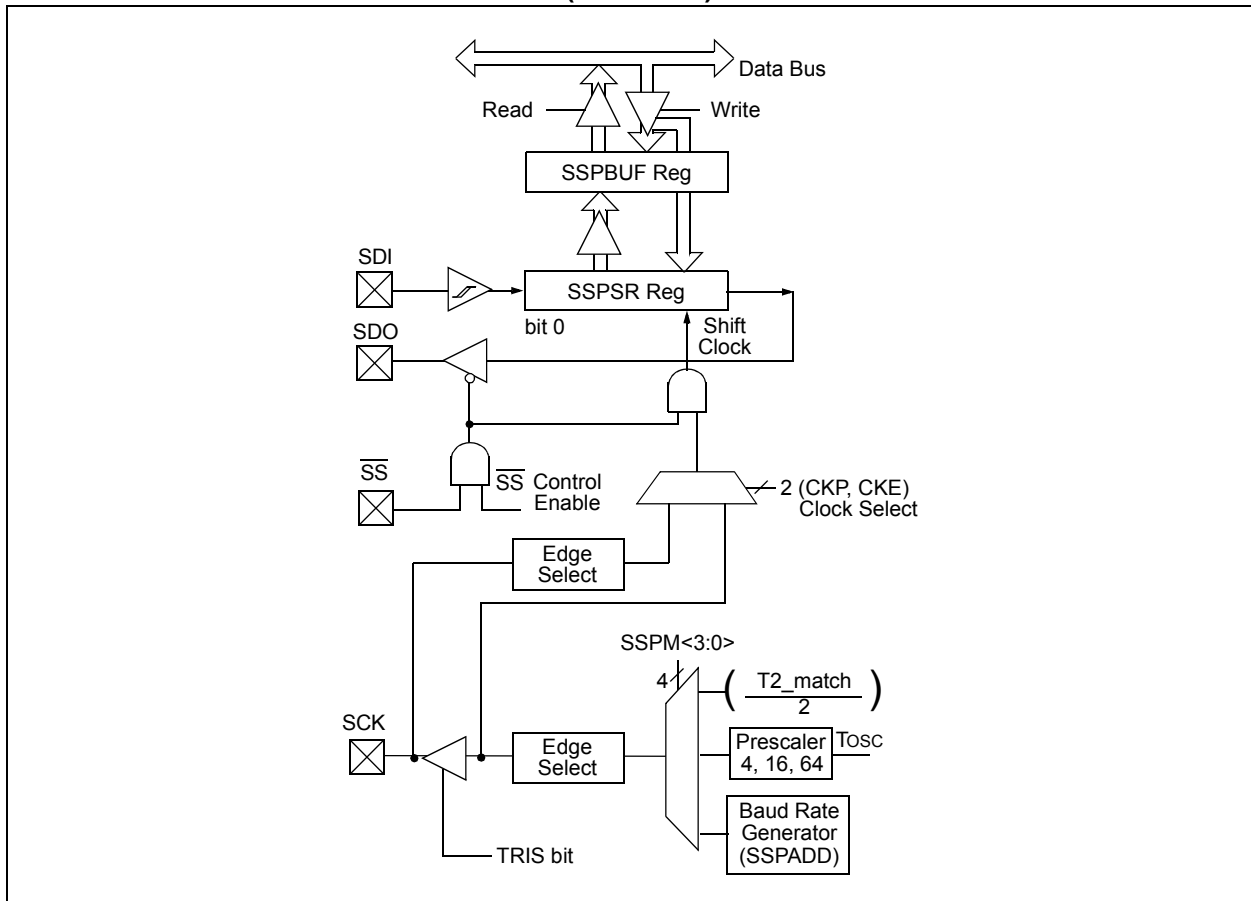 Data Bus
Read
Write
SSPBUF Reg
SDI
SSPSR Reg
bit 0
Shift
Clock
SDO
SS
SS Control
Enable
2 (CKP, CKE)
Clock Select
Edge
Select
SSPM<3:0>
4
( T2_match )
2
SCK
Edge
Select
Prescaler
4, 16, 64
TOSC
Baud Rate
Generator
(SSPADD)
TRIS bit